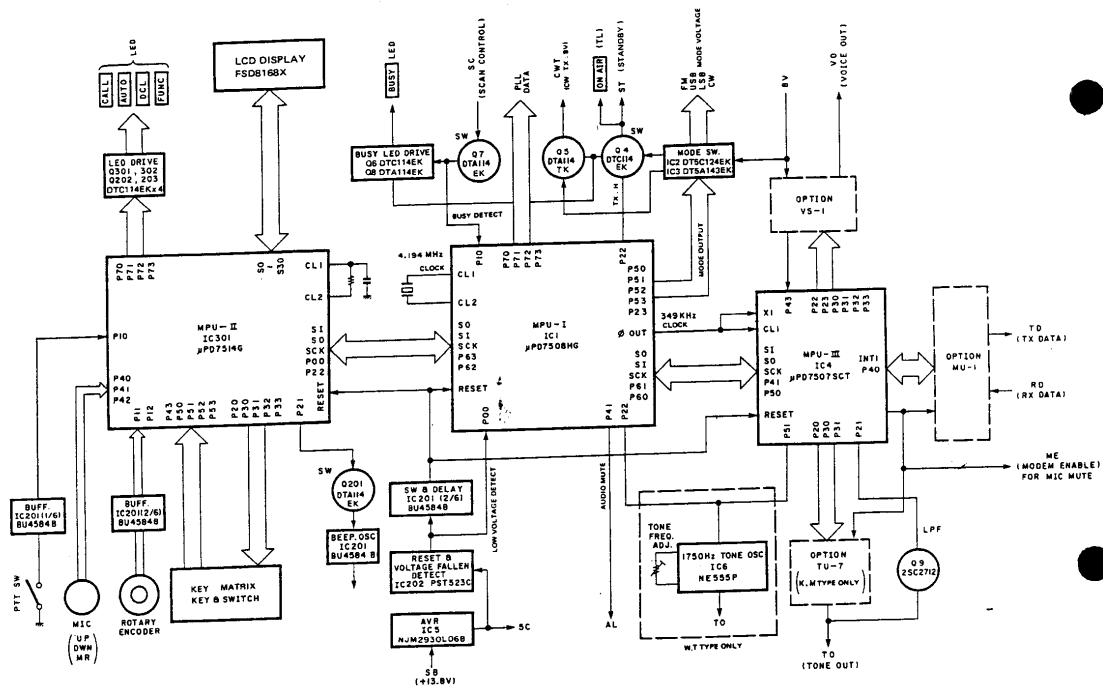 LED
CALL
AUTO
DCL
FUNC
LCD DISPLAY
FSD8168X
LED DRIVE
Q301, 302
Q202, 203
DTC114EKx4
BUSY LED
SC
(SCAN CONTROL)
PLL
DATA
CWT
(CW TX. 8V)
ON AIR (TL)
ST (STANDBY)
FM
USB
LSB
CW
MODE VOLTAGE
8V
VO
(VOICE OUT)
BUSY LED DRIVE
Q6 DTC114EK
Q8 DTA114EK
SW
Q7
DTA114
EK
Q5
DTA114
TK
SW
Q4
DTC114
EK
MODE SW.
IC2 DT5C124EK
IC3 DT5A143EK
OPTION
VS-1
BUSY DETECT
TX. H
MODE OUTPUT
4.194 MHz
CLOCK
349 KHz
CLOCK
P70
P71
P72
P73
S0
S30
CL1
CL2
MPU-II
IC301
µPD7514G
P10
P40
P41
P42
SI
SO
SCK
P00
P22
RESET
P11
P12
P43
P50
P51
P52
P53
P20
P30
P31
P32
P33
P21
P10
P70
P71
P72
P73
P22
CL1
CL2
MPU-I
IC1
µPD7508HG
P50
P51
P52
P53
P23
Ø OUT
SO
SI
SCK
P63
P62
SO
SI
SCK
P61
P60
RESET
P00
P41
P22
P43
P22
P23
P30
P31
P32
P33
X1
CL1
MPU-III
IC4
µPD7507SCT
SI
SO
SCK
P41
P50
INT1
P40
RESET
P51
P20
P30
P31
P21
OPTION
MU-1
TD
(TX DATA)
RD
(RX DATA)
ME
(MODEM ENABLE)
FOR MIC MUTE
BUFF.
IC201(1/6)
BU4584B
BUFF.
IC201(2/6)
BU4584B
PTT SW
MIC
(UP
DWN
MR)
ROTARY
ENCODER
KEY MATRIX
KEY & SWITCH
SW
Q201
DTA114
EK
BEEP. OSC
IC201
BU4584 B
SW & DELAY
IC201 (2/6)
BU4584B
LOW VOLTAGE DETECT
RESET &
VOLTAGE FALLEN
DETECT
IC202 PST523C
AVR
IC5
NJM2930L06B
5C
SB
(+13.8V)
AUDIO MUTE
AL
TONE
FREQ.
ADJ.
1750Hz TONE OSC
IC6
NE555P
TO
W,T TYPE ONLY
OPTION
TU-7
(K,M TYPE ONLY)
LPF
Q9
2SC2712
TO
(TONE OUT)